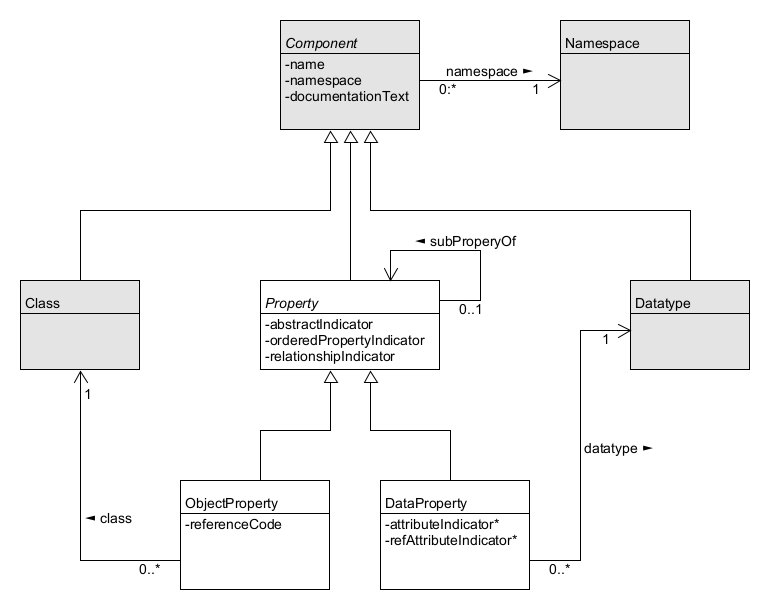 Component
-name
-namespace
-documentationText
namespace ►
0:*
1
Namespace
◄ subProperyOf
Class
Property
-abstractIndicator
-orderedPropertyIndicator
-relationshipIndicator
0..1
Datatype
1
1
datatype ►
◄ class
ObjectProperty
-referenceCode
0..*
DataProperty
-attributeIndicator*
-refAttributeIndicator*
0..*